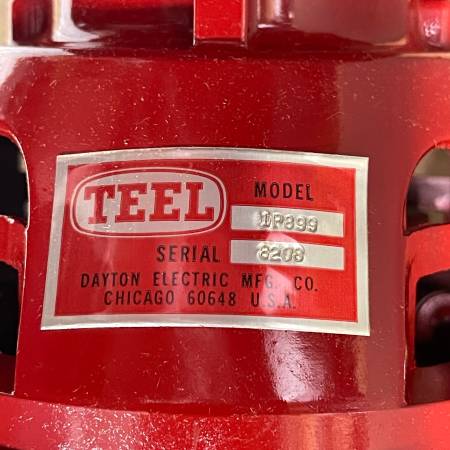 TEEL
MODEL
1P899
SERIAL 8208
DAYTON ELECTRIC MFG. CO.
CHICAGO 60648 U.S.A.